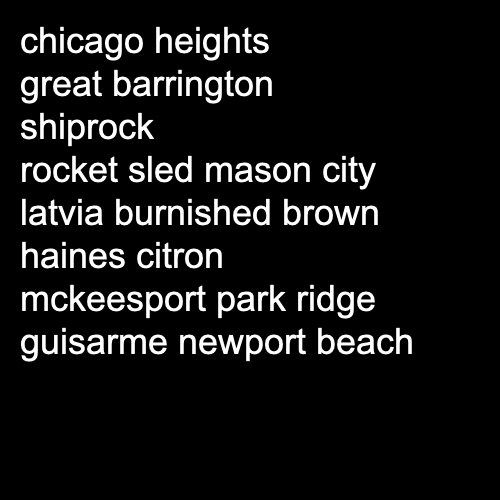 chicago heights
great barrington
shiprock
rocket sled mason city
latvia burnished brown
haines citron
mckeesport park ridge
guisarme newport beach